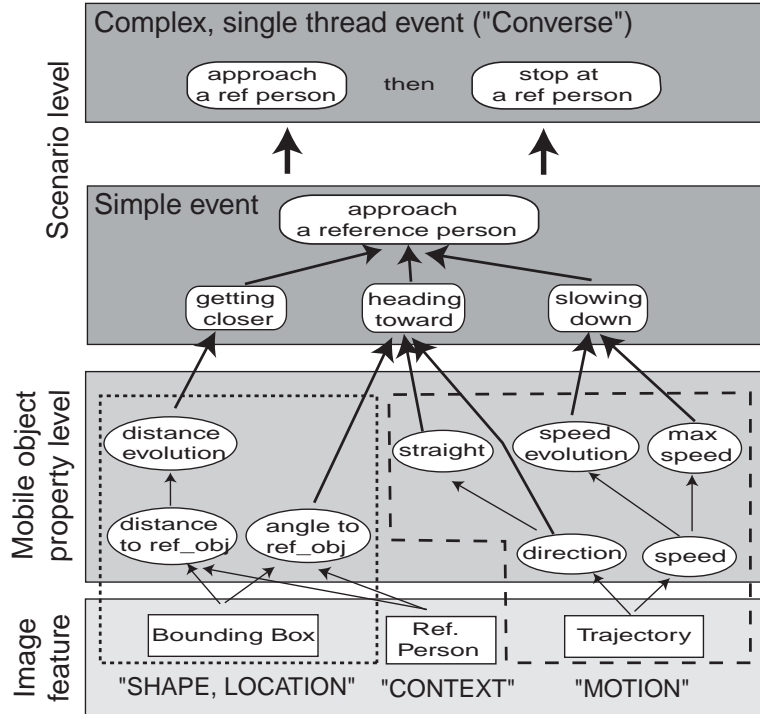 Complex, single thread event ("Converse")
approach
a ref person
then
stop at
a ref person
Scenario level
Simple event
approach
a reference person
getting
closer
heading
toward
slowing
down
Mobile object
property level
distance
evolution
straight
speed
evolution
max
speed
distance
to ref_obj
angle to
ref_obj
direction
speed
Image
feature
Bounding Box
Ref.
Person
Trajectory
"SHAPE, LOCATION"
"CONTEXT"
"MOTION"